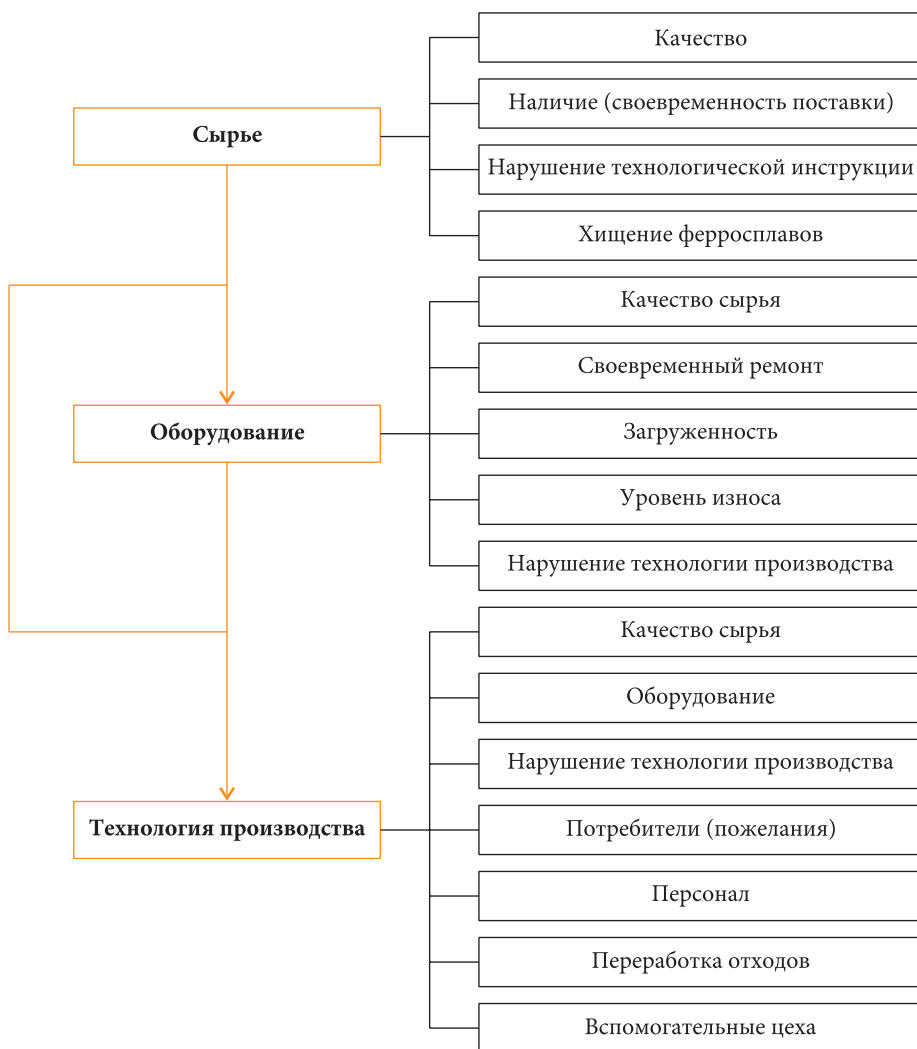 Качество
Наличие (своевременность поставки)
Сырье
Нарушение технологической инструкции
Хищение ферросплавов
Качество сырья
Своевременный ремонт
Оборудование
Загруженность
Уровень износа
Нарушение технологии производства
Качество сырья
Оборудование
Нарушение технологии производства
Технология производства
Потребители (пожелания)
Персонал
Переработка отходов
Вспомогательные цеха